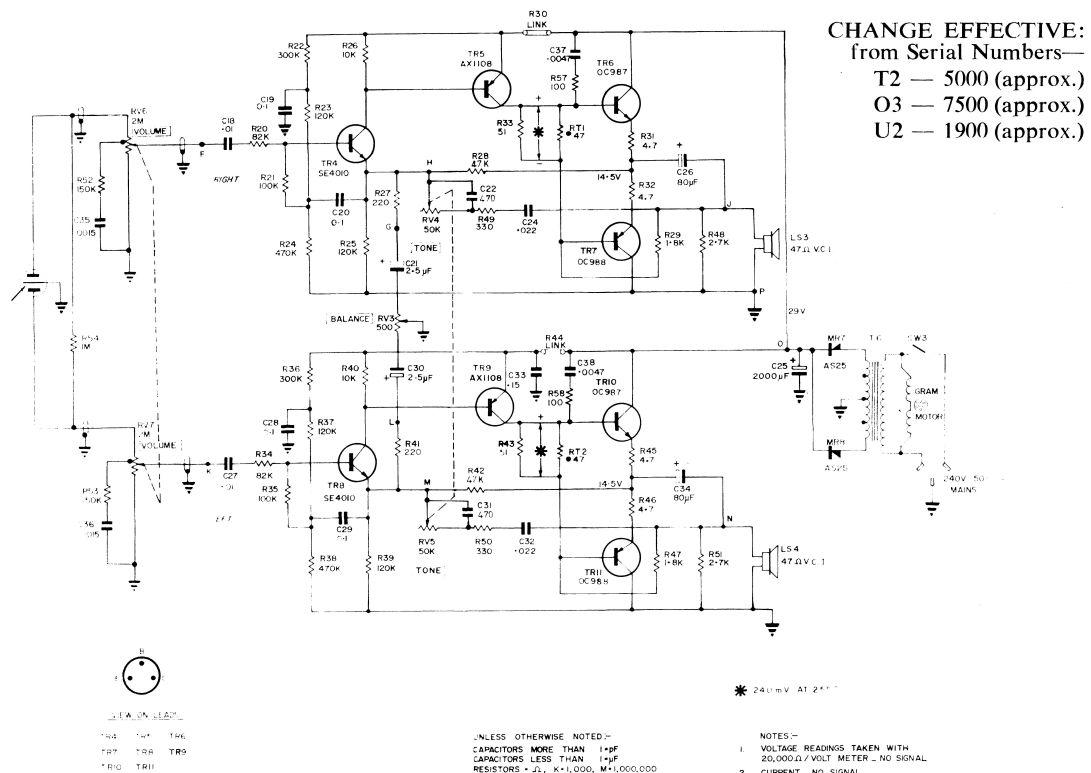 CHANGE EFFECTIVE:
from Serial Numbers—
T2 — 5000 (approx.)
O3 — 7500 (approx.)
U2 — 1900 (approx.)
R30
LINK
R22
300K
R26
10K
TR5
AX1108
C37
.0047
TR6
OC987
R57
100
C19
0·1
R23
120K
RV6
2M
[VOLUME]
C18
·01
R20
82K
F
RIGHT
R33
51
+
RT1
47
R31
4·7
C26
80µF
TR4
SE4010
R21
100K
H
R28
47K
14·5V
R52
150K
C35
.0015
C20
0·1
R27
220
C22
470
R32
4·7
J
G
RV4
50K
R49
330
C24
·022
R24
470K
R25
120K
[TONE]
C21
2·5µF
TR7
OC988
R29
1·8K
R48
2·7K
LS3
47Ω V.C.
P
[BALANCE]
RV3
500
29V
R54
1M
R44
LINK
O
MR7
AS25
SW3
R36
300K
R40
10K
C30
2·5µF
TR9
AX1108
C33
·15
C38
·0047
TR10
OC987
C25
2000µF
R58
100
GRAM
MOTOR
C28
R37
120K
L
R41
220
R43
51
RT2
47
R45
4·7
MR8
AS25
2M
[VOLUME]
K
C27
R34
82K
R35
100K
TR8
SE4010
M
R42
47K
14·5V
C34
80µF
240V 50
MAINS
R53
C29
C31
470
R46
4·7
N
RV5
50K
R50
330
C32
·022
R38
470K
R39
120K
TONE]
TR11
OC988
R47
1·8K
R51
2·7K
LS4
47Ω V.C.
B
VIEW ON LEADS
TR4 TR5 TR6
TR7 TR8 TR9
TR10 TR11
UNLESS OTHERWISE NOTED:-
CAPACITORS MORE THAN 1=pF
CAPACITORS LESS THAN 1=µF
RESISTORS = Ω, K=1,000, M=1,000,000
NOTES:-
1. VOLTAGE READINGS TAKEN WITH
20,000Ω/VOLT METER _ NO SIGNAL
2. CURRENT NO SIGNAL